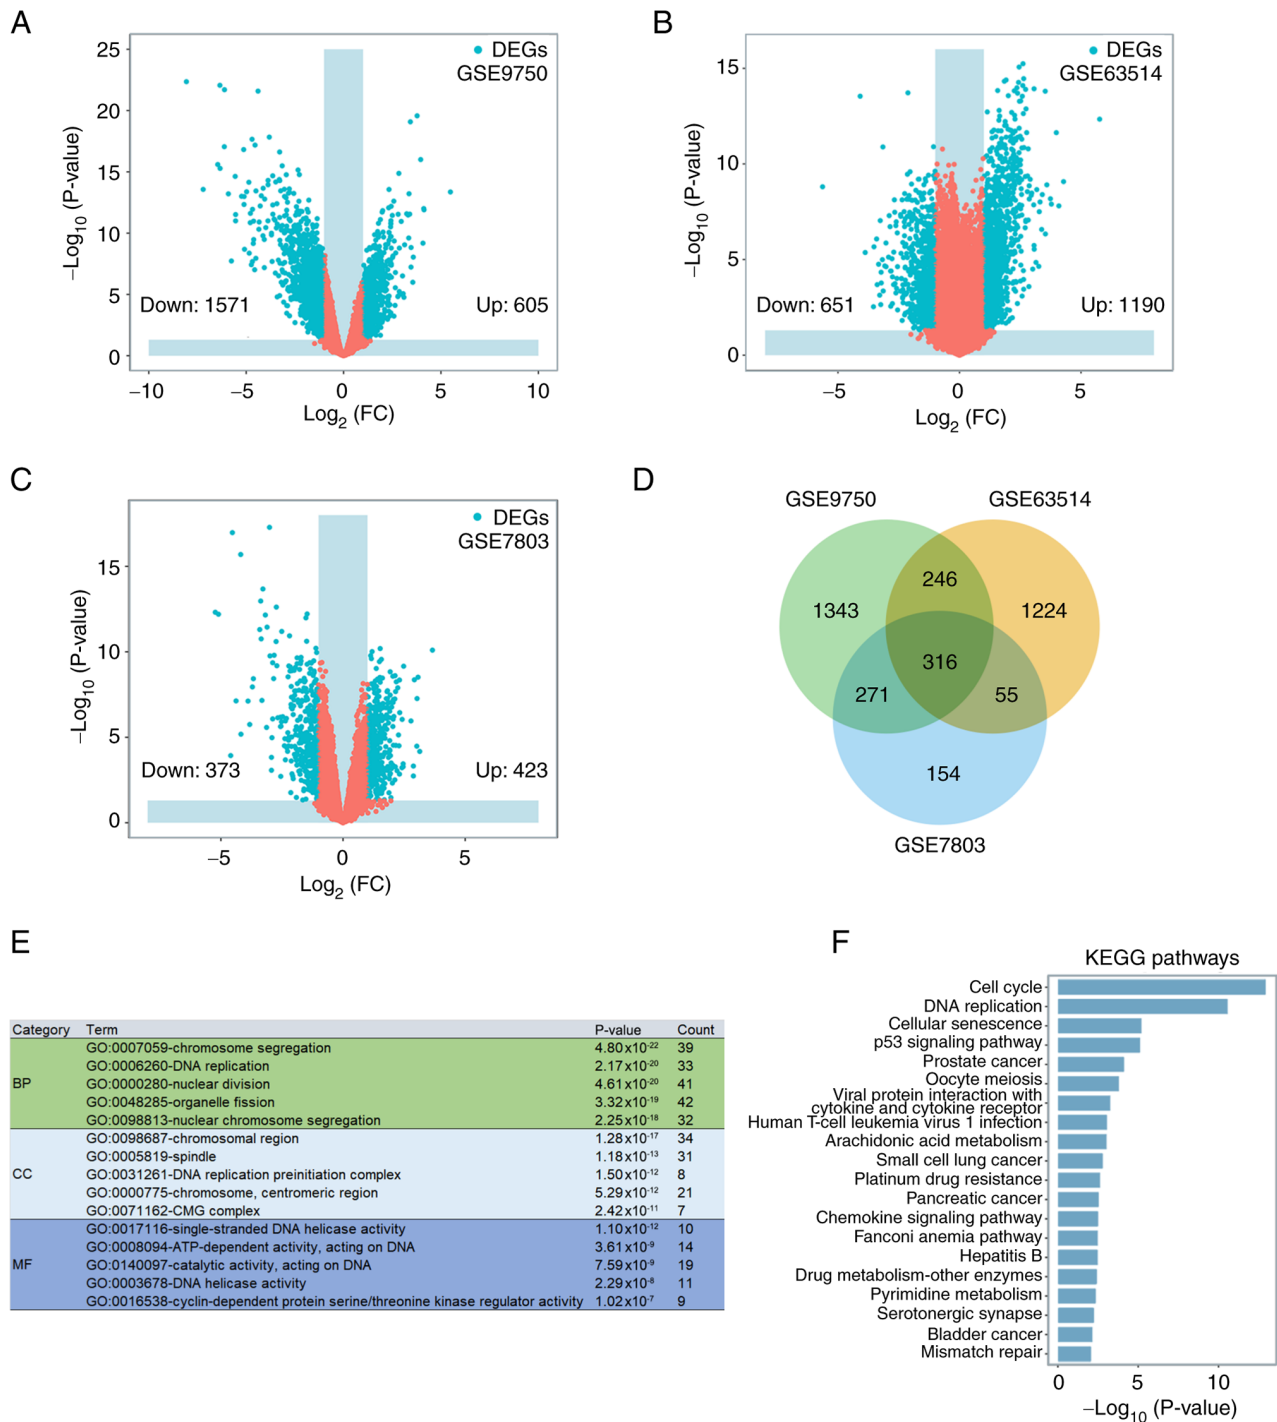 A
25
20
15
10
5
0
−Log10 (P-value)
DEGs
GSE9750
Down: 1571
Up: 605
−10
−5
0
5
10
Log2 (FC)
B
15
10
5
0
−Log10 (P-value)
DEGs
GSE63514
Down: 651
Up: 1190
−5
0
5
Log2 (FC)
C
15
10
5
0
−Log10 (P-value)
DEGs
GSE7803
Down: 373
Up: 423
−5
0
5
Log2 (FC)
D
GSE9750
GSE63514
246
1343
1224
316
271
55
154
GSE7803
E
Category Term P-value Count
GO:0007059-chromosome segregation 4.80x10-22 39
GO:0006260-DNA replication 2.17x10-20 33
BP GO:0000280-nuclear division 4.61x10-20 41
GO:0048285-organelle fission 3.32x10-19 42
GO:0098813-nuclear chromosome segregation 2.25x10-18 32
GO:0098687-chromosomal region 1.28x10-17 34
GO:0005819-spindle 1.18x10-13 31
CC GO:0031261-DNA replication preinitiation complex 1.50x10-12 8
GO:0000775-chromosome, centromeric region 5.29x10-12 21
GO:0071162-CMG complex 2.42x10-11 7
GO:0017116-single-stranded DNA helicase activity 1.10x10-12 10
GO:0008094-ATP-dependent activity, acting on DNA 3.61x10-9 14
MF GO:0140097-catalytic activity, acting on DNA 7.59x10-9 19
GO:0003678-DNA helicase activity 2.29x10-8 11
GO:0016538-cyclin-dependent protein serine/threonine kinase regulator activity 1.02x10-7 9
F
KEGG pathways
Cell cycle
DNA replication
Cellular senescence
p53 signaling pathway
Prostate cancer
Oocyte meiosis
Viral protein interaction with
cytokine and cytokine receptor
Human T-cell leukemia virus 1 infection
Arachidonic acid metabolism
Small cell lung cancer
Platinum drug resistance
Pancreatic cancer
Chemokine signaling pathway
Fanconi anemia pathway
Hepatitis B
Drug metabolism-other enzymes
Pyrimidine metabolism
Serotonergic synapse
Bladder cancer
Mismatch repair
0
5
10
−Log10 (P-value)